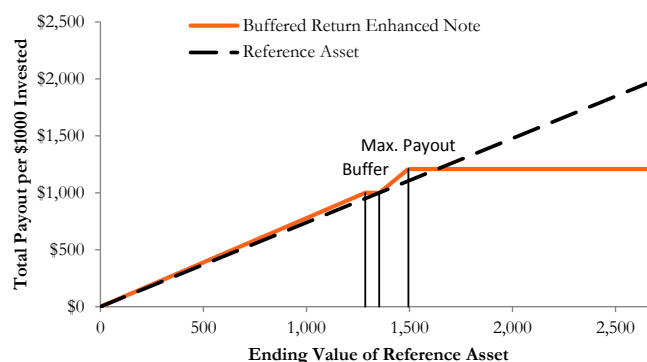 $2,500
Buffered Return Enhanced Note
Reference Asset
$2,000
$1,500
Max. Payout
Buffer
$1,000
$500
$0
Total Payout per $1000 Invested
0
500
1,000
1,500
2,000
2,500
Ending Value of Reference Asset